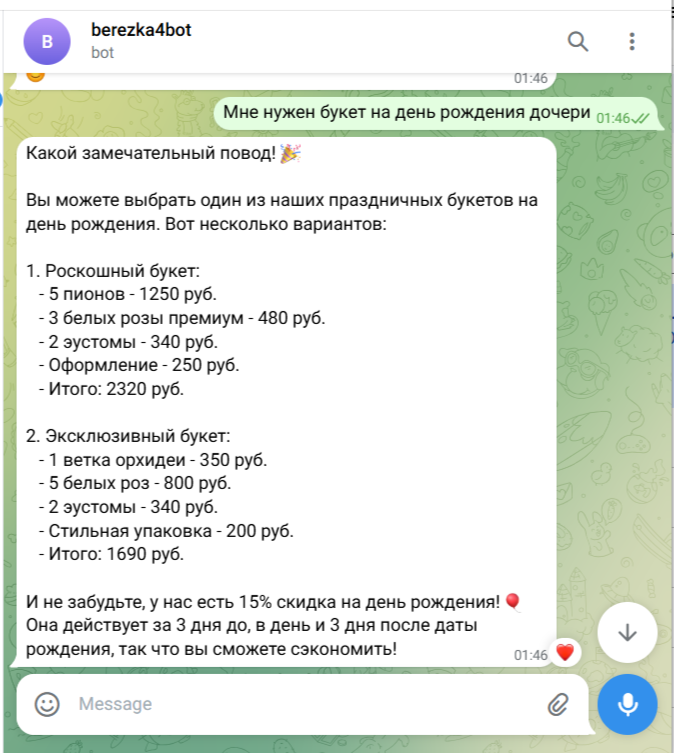 B
berezka4bot
bot
01:46
Мне нужен букет на день рождения дочери 01:46
Какой замечательный повод! 🎉
Вы можете выбрать один из наших праздничных букетов на
день рождения. Вот несколько вариантов:
1. Роскошный букет:
- 5 пионов - 1250 руб.
- 3 белых розы премиум - 480 руб.
- 2 эустомы - 340 руб.
- Оформление - 250 руб.
- Итого: 2320 руб.
2. Эксклюзивный букет:
- 1 ветка орхидеи - 350 руб.
- 5 белых роз - 800 руб.
- 2 эустомы - 340 руб.
- Стильная упаковка - 200 руб.
- Итого: 1690 руб.
И не забудьте, у нас есть 15% скидка на день рождения! 🎈
Она действует за 3 дня до, в день и 3 дня после даты
рождения, так что вы сможете сэкономить!
01:46 ❤️
Message